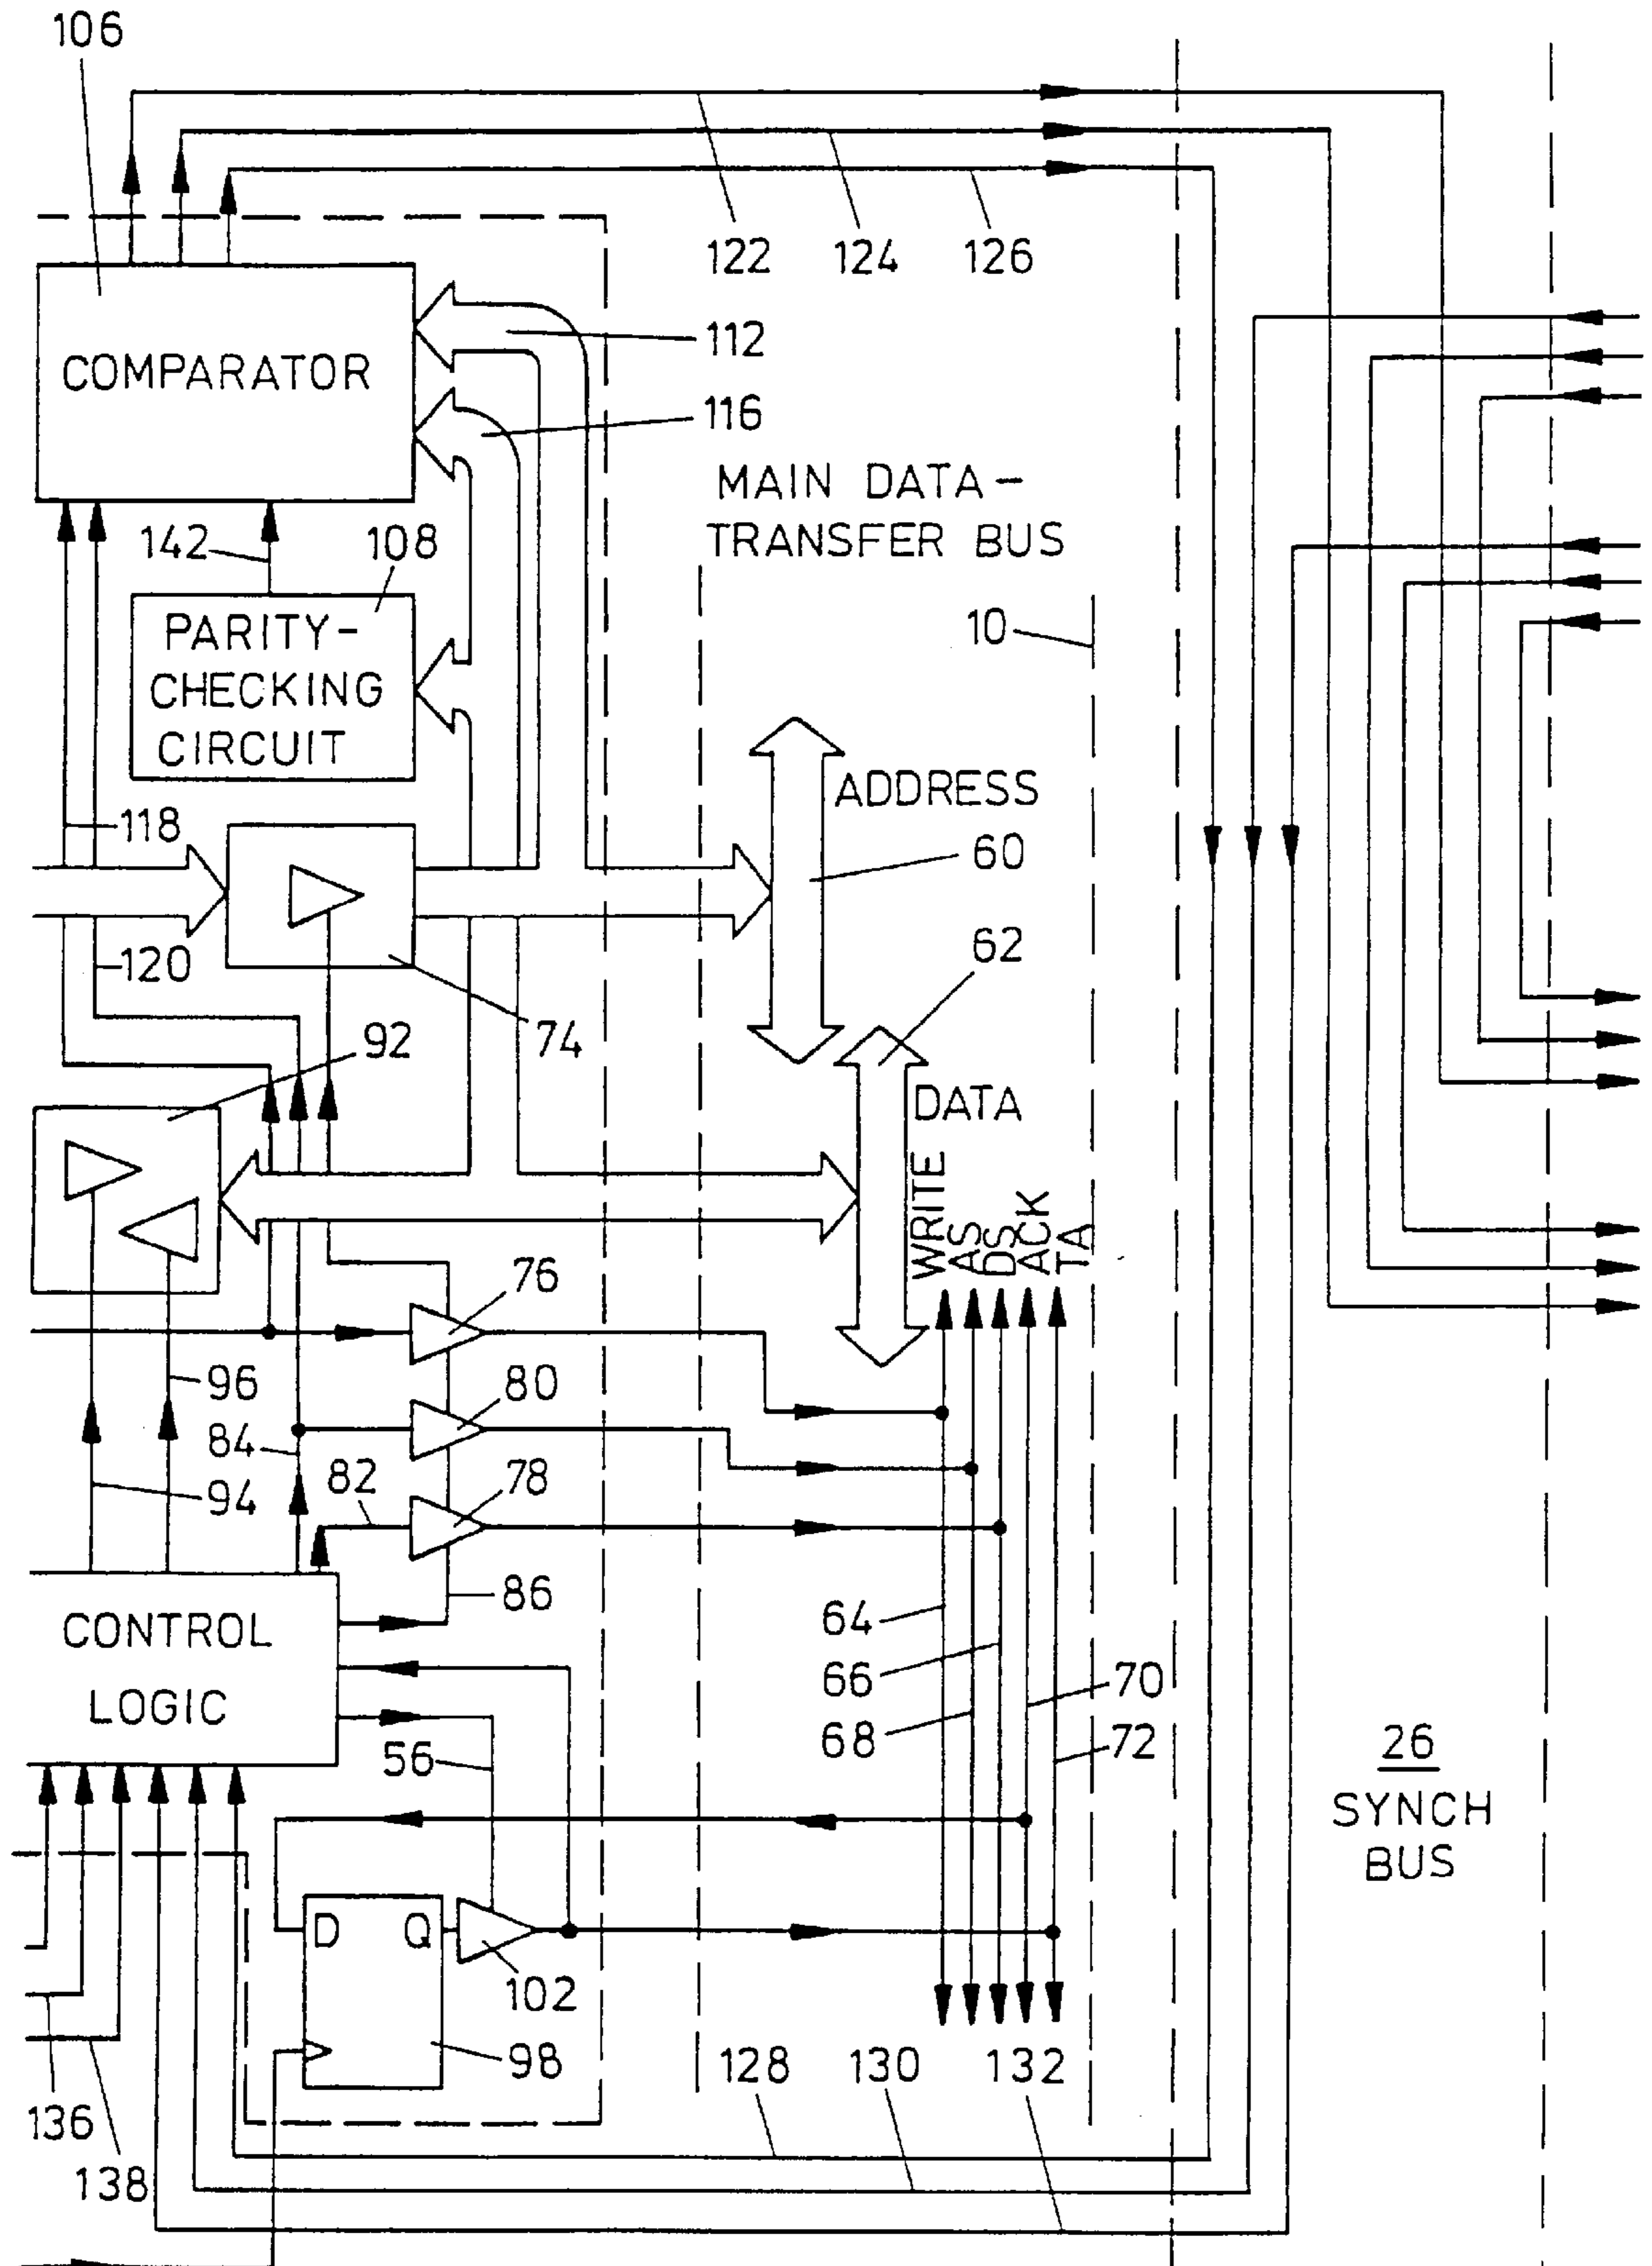 106
122
124
126
112
COMPARATOR
116
MAIN DATA-
TRANSFER BUS
142
108
10
PARITY-
CHECKING
CIRCUIT
ADDRESS
118
60
120
62
74
92
DATA
WRITE
AS
DS
ACK
TA
76
96
80
84
82
78
94
86
64
CONTROL
LOGIC
66
70
68
72
56
26
SYNCH
BUS
D
Q
102
98
128
130
132
136
138